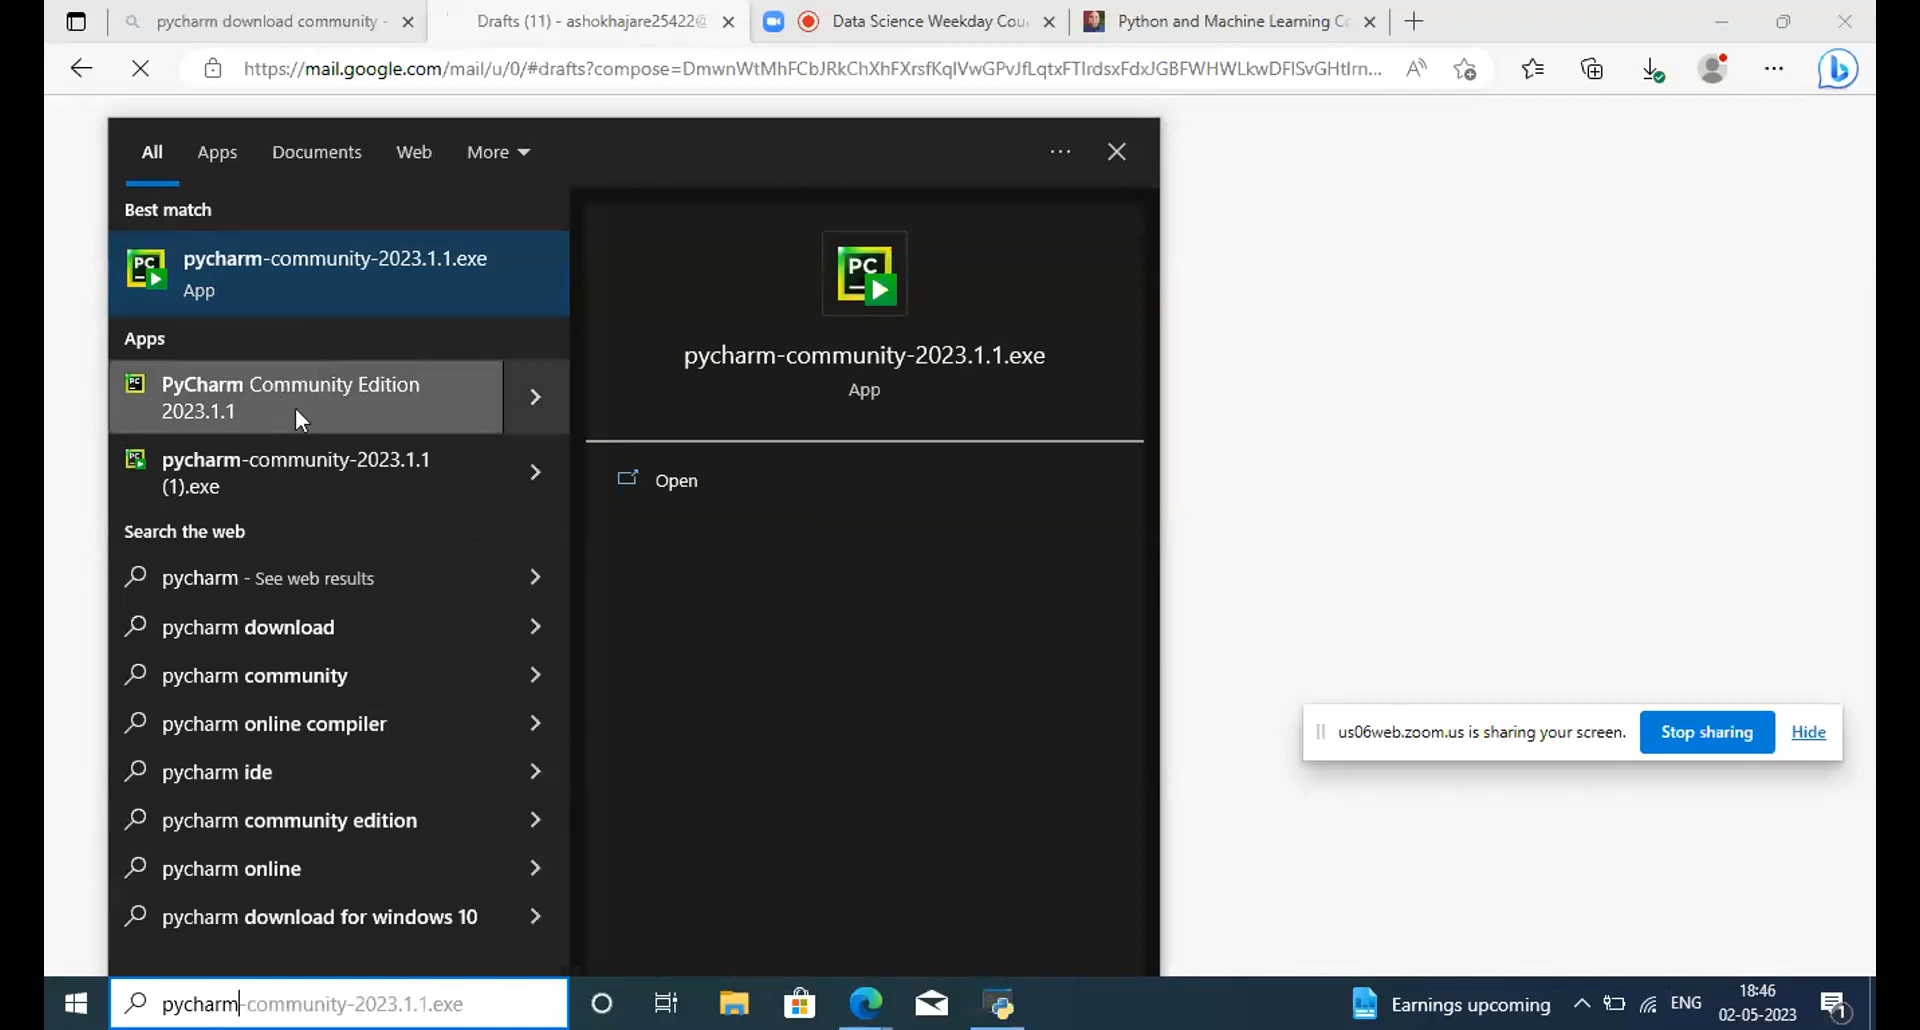 pycharm download community -
Drafts (11) - ashokhajare25422@
Data Science Weekday Cou
Python and Machine Learning Co
https://mail.google.com/mail/u/0/#drafts?compose=DmwnWtMhFCbJRkChXhFXrsfKqlVwGPvJfLqtxFTlrdsxFdxJGBFWHWLkwDFlSvGHtlrn...
All
Apps
Documents
Web
More
Best match
pycharm-community-2023.1.1.exe
App
Apps
PyCharm Community Edition
2023.1.1
pycharm-community-2023.1.1
(1).exe
Search the web
pycharm - See web results
pycharm download
pycharm community
pycharm online compiler
pycharm ide
pycharm community edition
pycharm online
pycharm download for windows 10
PC
pycharm-community-2023.1.1.exe
App
Open
us06web.zoom.us is sharing your screen.
Stop sharing
Hide
pycharm-community-2023.1.1.exe
Earnings upcoming
ENG
18:46
02-05-2023
1